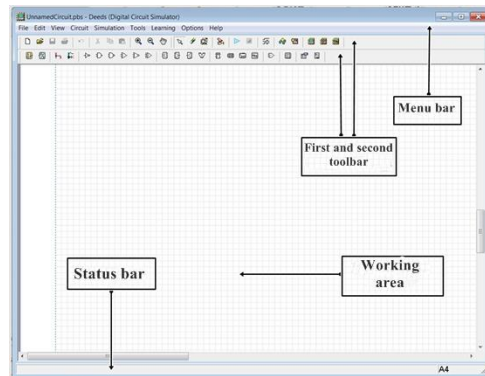 UnnamedCircuit.pbs - Deeds (Digital Circuit Simulator)
File Edit View Circuit Simulation Tools Learning Options Help
Menu bar
First and second
toolbar
Status bar
Working
area
A4